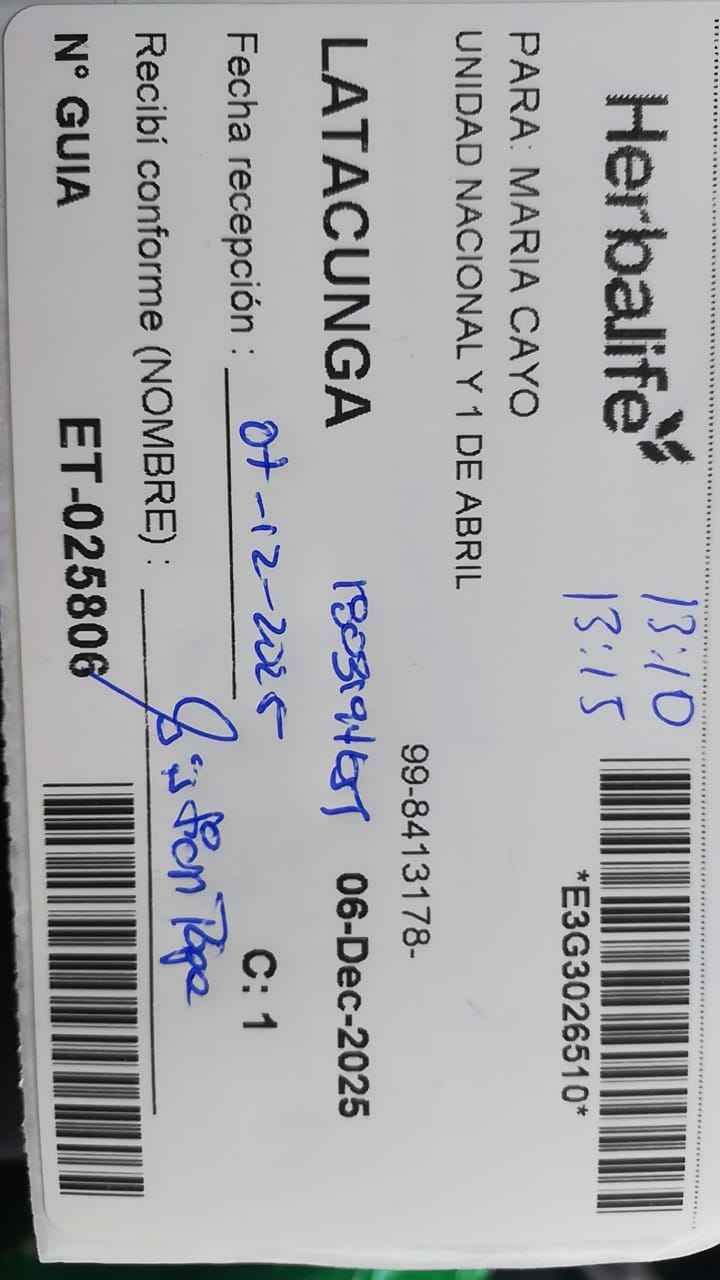 Herbalife
13:10
13:15
*E3G3026510*
PARA: MARIA CAYO
UNIDAD NACIONAL Y 1 DE ABRIL
99-8413178-
LATACUNGA 06-Dec-2025
Fecha recepción : 07-12-2025 C: 1
Recibí conforme (NOMBRE) :
N° GUIA ET-025806